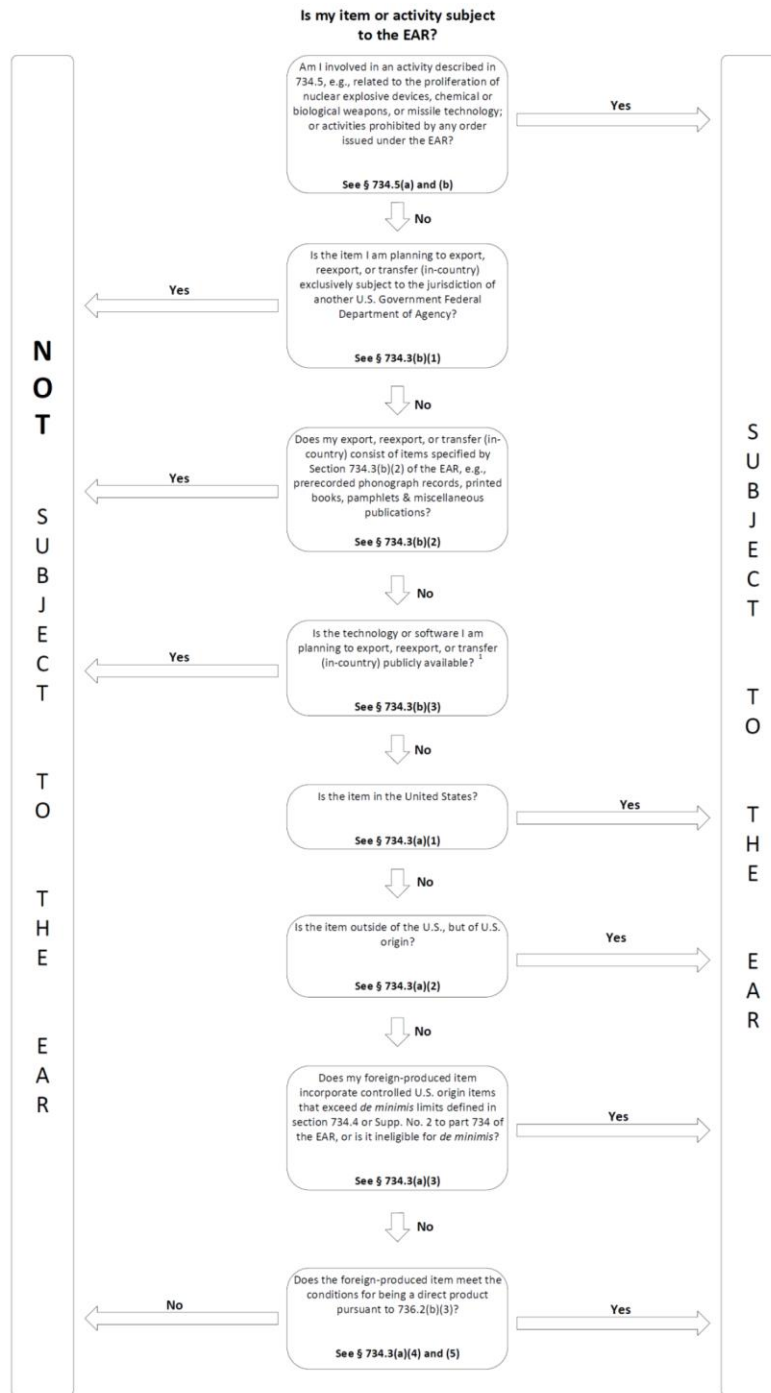 Is my item or activity subject
to the EAR?
Am I involved in an activity described in
734.5, e.g., related to the proliferation of
nuclear explosive devices, chemical or
biological weapons, or missile technology;
or activities prohibited by any order
issued under the EAR?
See § 734.5(a) and (b)
Yes
No
Is the item I am planning to export,
reexport, or transfer (in-country)
exclusively subject to the jurisdiction of
another U.S. Government Federal
Department of Agency?
See § 734.3(b)(1)
Yes
No
Does my export, reexport, or transfer (in-
country) consist of items specified by
Section 734.3(b)(2) of the EAR, e.g.,
prerecorded phonograph records, printed
books, pamphlets & miscellaneous
publications?
See § 734.3(b)(2)
Yes
No
Is the technology or software I am
planning to export, reexport, or transfer
(in-country) publicly available? 1
See § 734.3(b)(3)
Yes
No
Is the item in the United States?
See § 734.3(a)(1)
Yes
No
Is the item outside of the U.S., but of U.S.
origin?
See § 734.3(a)(2)
Yes
No
Does my foreign-produced item
incorporate controlled U.S. origin items
that exceed de minimis limits defined in
section 734.4 or Supp. No. 2 to part 734 of
the EAR, or is it ineligible for de minimis?
See § 734.3(a)(3)
Yes
No
Does the foreign-produced item meet the
conditions for being a direct product
pursuant to 736.2(b)(3)?
See § 734.3(a)(4) and (5)
No
Yes
NOT SUBJECT TO THE EAR
SUBJECT TO THE EAR